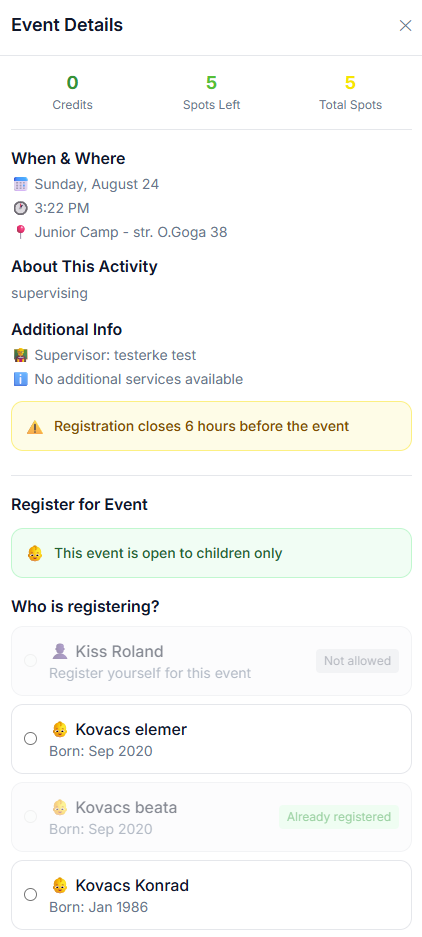 Event Details
0
Credits
5
Spots Left
5
Total Spots
When & Where
Sunday, August 24
3:22 PM
Junior Camp - str. O.Goga 38
About This Activity
supervising
Additional Info
Supervisor: testerke test
No additional services available
Registration closes 6 hours before the event
Register for Event
This event is open to children only
Who is registering?
Kiss Roland
Register yourself for this event
Not allowed
Kovacs elemer
Born: Sep 2020
Kovacs beata
Born: Sep 2020
Already registered
Kovacs Konrad
Born: Jan 1986